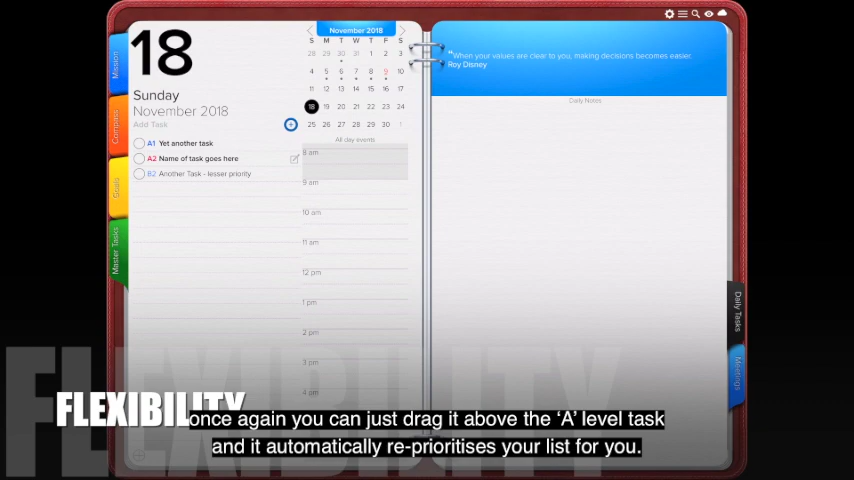 18
Sunday
November 2018
Add Task
A1 Yet another task
A2 Name of task goes here
B2 Another Task - lesser priority
November 2018
S M T W T F S
28 29 30 31 1 2 3
4 5 6 7 8 9 10
11 12 13 14 15 16 17
18 19 20 21 22 23 24
25 26 27 28 29 30 1
All day events
8 am
9 am
10 am
11 am
12 pm
1 pm
2 pm
3 pm
4 pm
"When your values are clear to you, making decisions becomes easier.
Roy Disney
Daily Notes
Mission
Compass
Goals
Master Tasks
Daily Tasks
Meetings
FLEXIBILITY
FLEXIBILITY
once again you can just drag it above the ‘A’ level task
and it automatically re-prioritises your list for you.